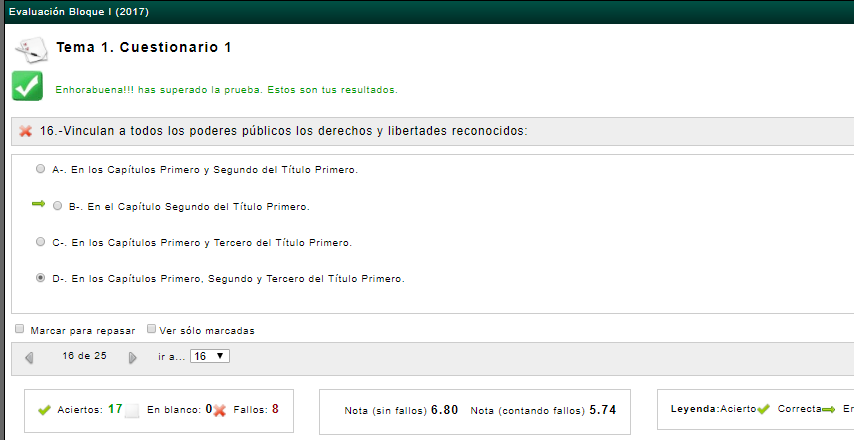 Evaluación Bloque I (2017)
Tema 1. Cuestionario 1
Enhorabuena!!! has superado la prueba. Estos son tus resultados.
16.-Vinculan a todos los poderes públicos los derechos y libertades reconocidos:
A-. En los Capítulos Primero y Segundo del Título Primero.
B-. En el Capítulo Segundo del Título Primero.
C-. En los Capítulos Primero y Tercero del Título Primero.
D-. En los Capítulos Primero, Segundo y Tercero del Título Primero.
Marcar para repasar Ver sólo marcadas
16 de 25 ir a... 16
Aciertos: 17 En blanco: 0 Fallos: 8 Nota (sin fallos) 6.80 Nota (contando fallos) 5.74 Leyenda:Acierto Correcta Er